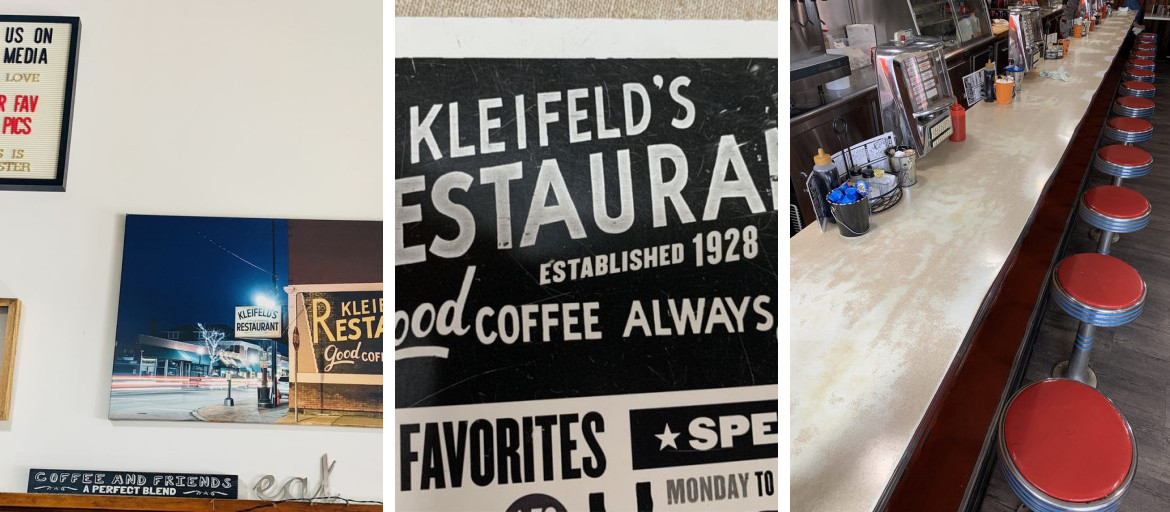 US ON
MEDIA
LOVE
R FAV
PICS
S IS
STER
KLEIFELD'S
RESTAURANT
KLEIF
RESTA
Good COF
COFFEE AND FRIENDS
A PERFECT BLEND
eat
KLEIFELD'S
ESTAURA
ESTABLISHED 1928
ood COFFEE ALWAYS
FAVORITES
★ SPE
MONDAY TO